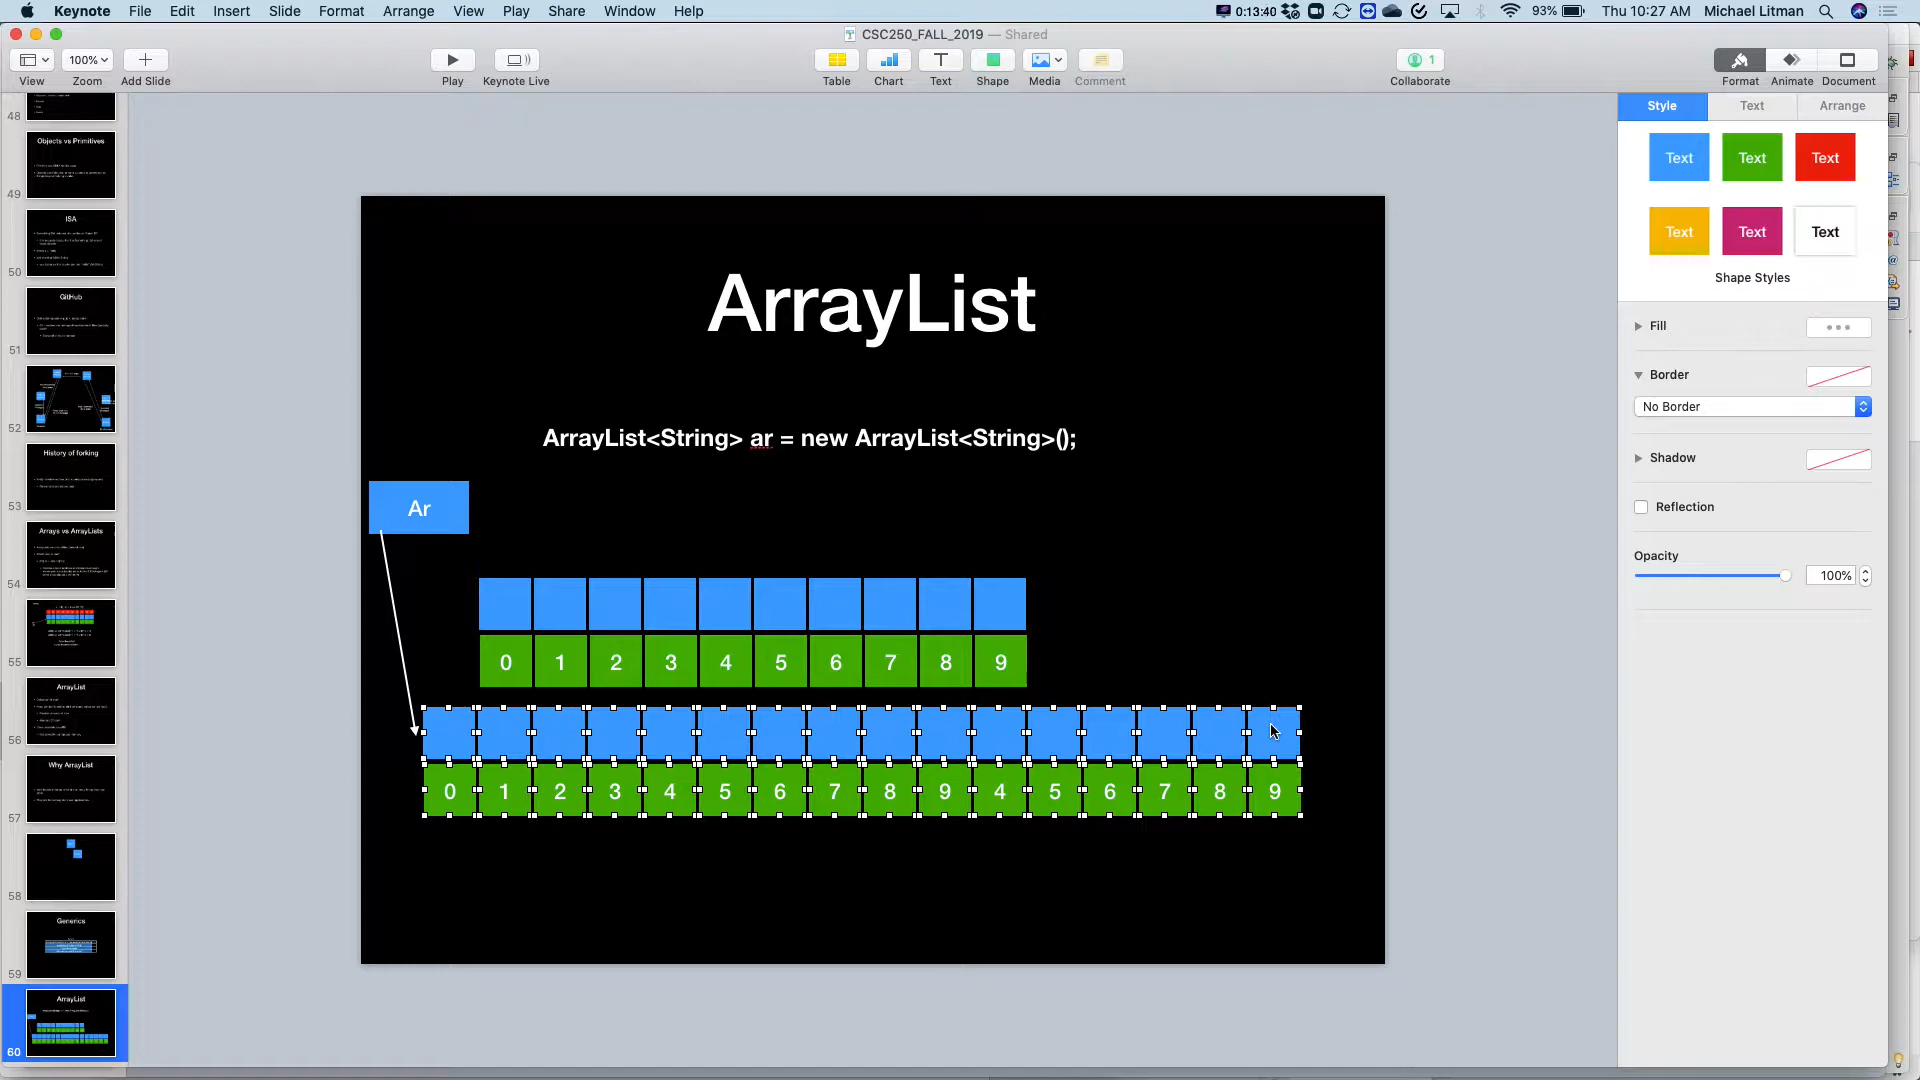 Keynote File Edit Insert Slide Format Arrange View Play Share Window Help 0:13:40 93% Thu 10:27 AM Michael Litman
CSC250_FALL_2019 — Shared
100%
1
View Zoom Add Slide Play Keynote Live Table Chart Text Shape Media Comment Collaborate Format Animate Document
Style Text Arrange
Text Text Text
Text Text Text
Shape Styles
Fill
Border
No Border
Shadow
Reflection
Opacity
100%
48
Objects vs Primitives
49
ISA
50
GitHub
51
52
History of forking
53
Arrays vs ArrayLists
54
55
ArrayList
56
Why ArrayList
57
58
Generics
59
ArrayList
60
ArrayList
ArrayList<String> ar = new ArrayList<String>();
Ar
0 1 2 3 4 5 6 7 8 9
0 1 2 3 4 5 6 7 8 9 4 5 6 7 8 9